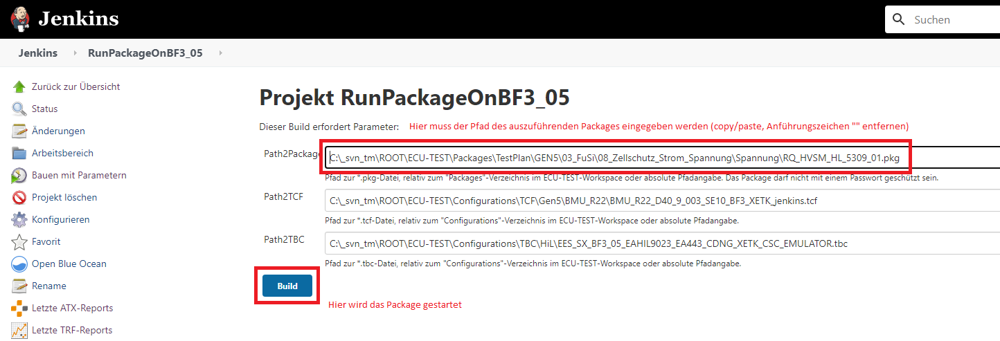 Jenkins
Suchen
Jenkins RunPackageOnBF3_05
Zurück zur Übersicht
Status
Änderungen
Arbeitsbereich
Bauen mit Parametern
Projekt löschen
Konfigurieren
Favorit
Open Blue Ocean
Rename
Letzte ATX-Reports
Letzte TRF-Reports
Projekt RunPackageOnBF3_05
Dieser Build erfordert Parameter: Hier muss der Pfad des auszuführenden Packages eingegeben werden (copy/paste, Anführungszeichen "" entfernen)
Path2Package C:\_svn_tm\ROOT\ECU-TEST\Packages\TestPlan\GEN5\03_FuSi\08_Zellschutz_Strom_Spannung\Spannung\RQ_HVSM_HL_5309_01.pkg
Pfad zur *.pkg-Datei, relativ zum "Packages"-Verzeichnis im ECU-TEST-Workspace oder absolute Pfadangabe. Das Package darf nicht mit einem Passwort geschützt sein.
Path2TCF C:\_svn_tm\ROOT\ECU-TEST\Configurations\TCF\Gen5\BMU_R22\BMU_R22_D40_9_003_SE10_BF3_XETK_jenkins.tcf
Pfad zur *.tcf-Datei, relativ zum "Configurations"-Verzeichnis im ECU-TEST-Workspace oder absolute Pfadangabe.
Path2TBC C:\_svn_tm\ROOT\ECU-TEST\Configurations\TBC\HiL\EES_SX_BF3_05_EAHIL9023_EA443_CDNG_XETK_CSC_EMULATOR.tbc
Pfad zur *.tbc-Datei, relativ zum "Configurations"-Verzeichnis im ECU-TEST-Workspace oder absolute Pfadangabe.
Build
Hier wird das Package gestartet